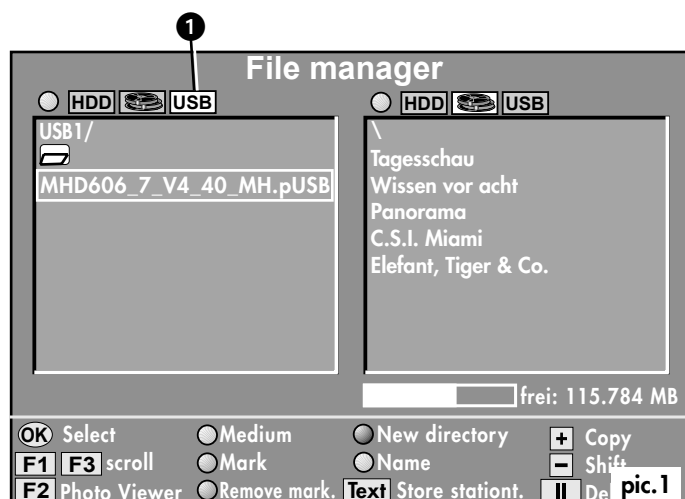 1
File manager
HDD USB
HDD USB
USB1/
MHD606_7_V4_40_MH.pUSB
\
Tagesschau
Wissen vor acht
Panorama
C.S.I. Miami
Elefant, Tiger & Co.
frei: 115.784 MB
OK Select
Medium
New directory
+ Copy
F1 F3 scroll
Mark
Name
- Shift
F2 Photo Viewer
Remove mark.
Text Store stationt.
pic.1